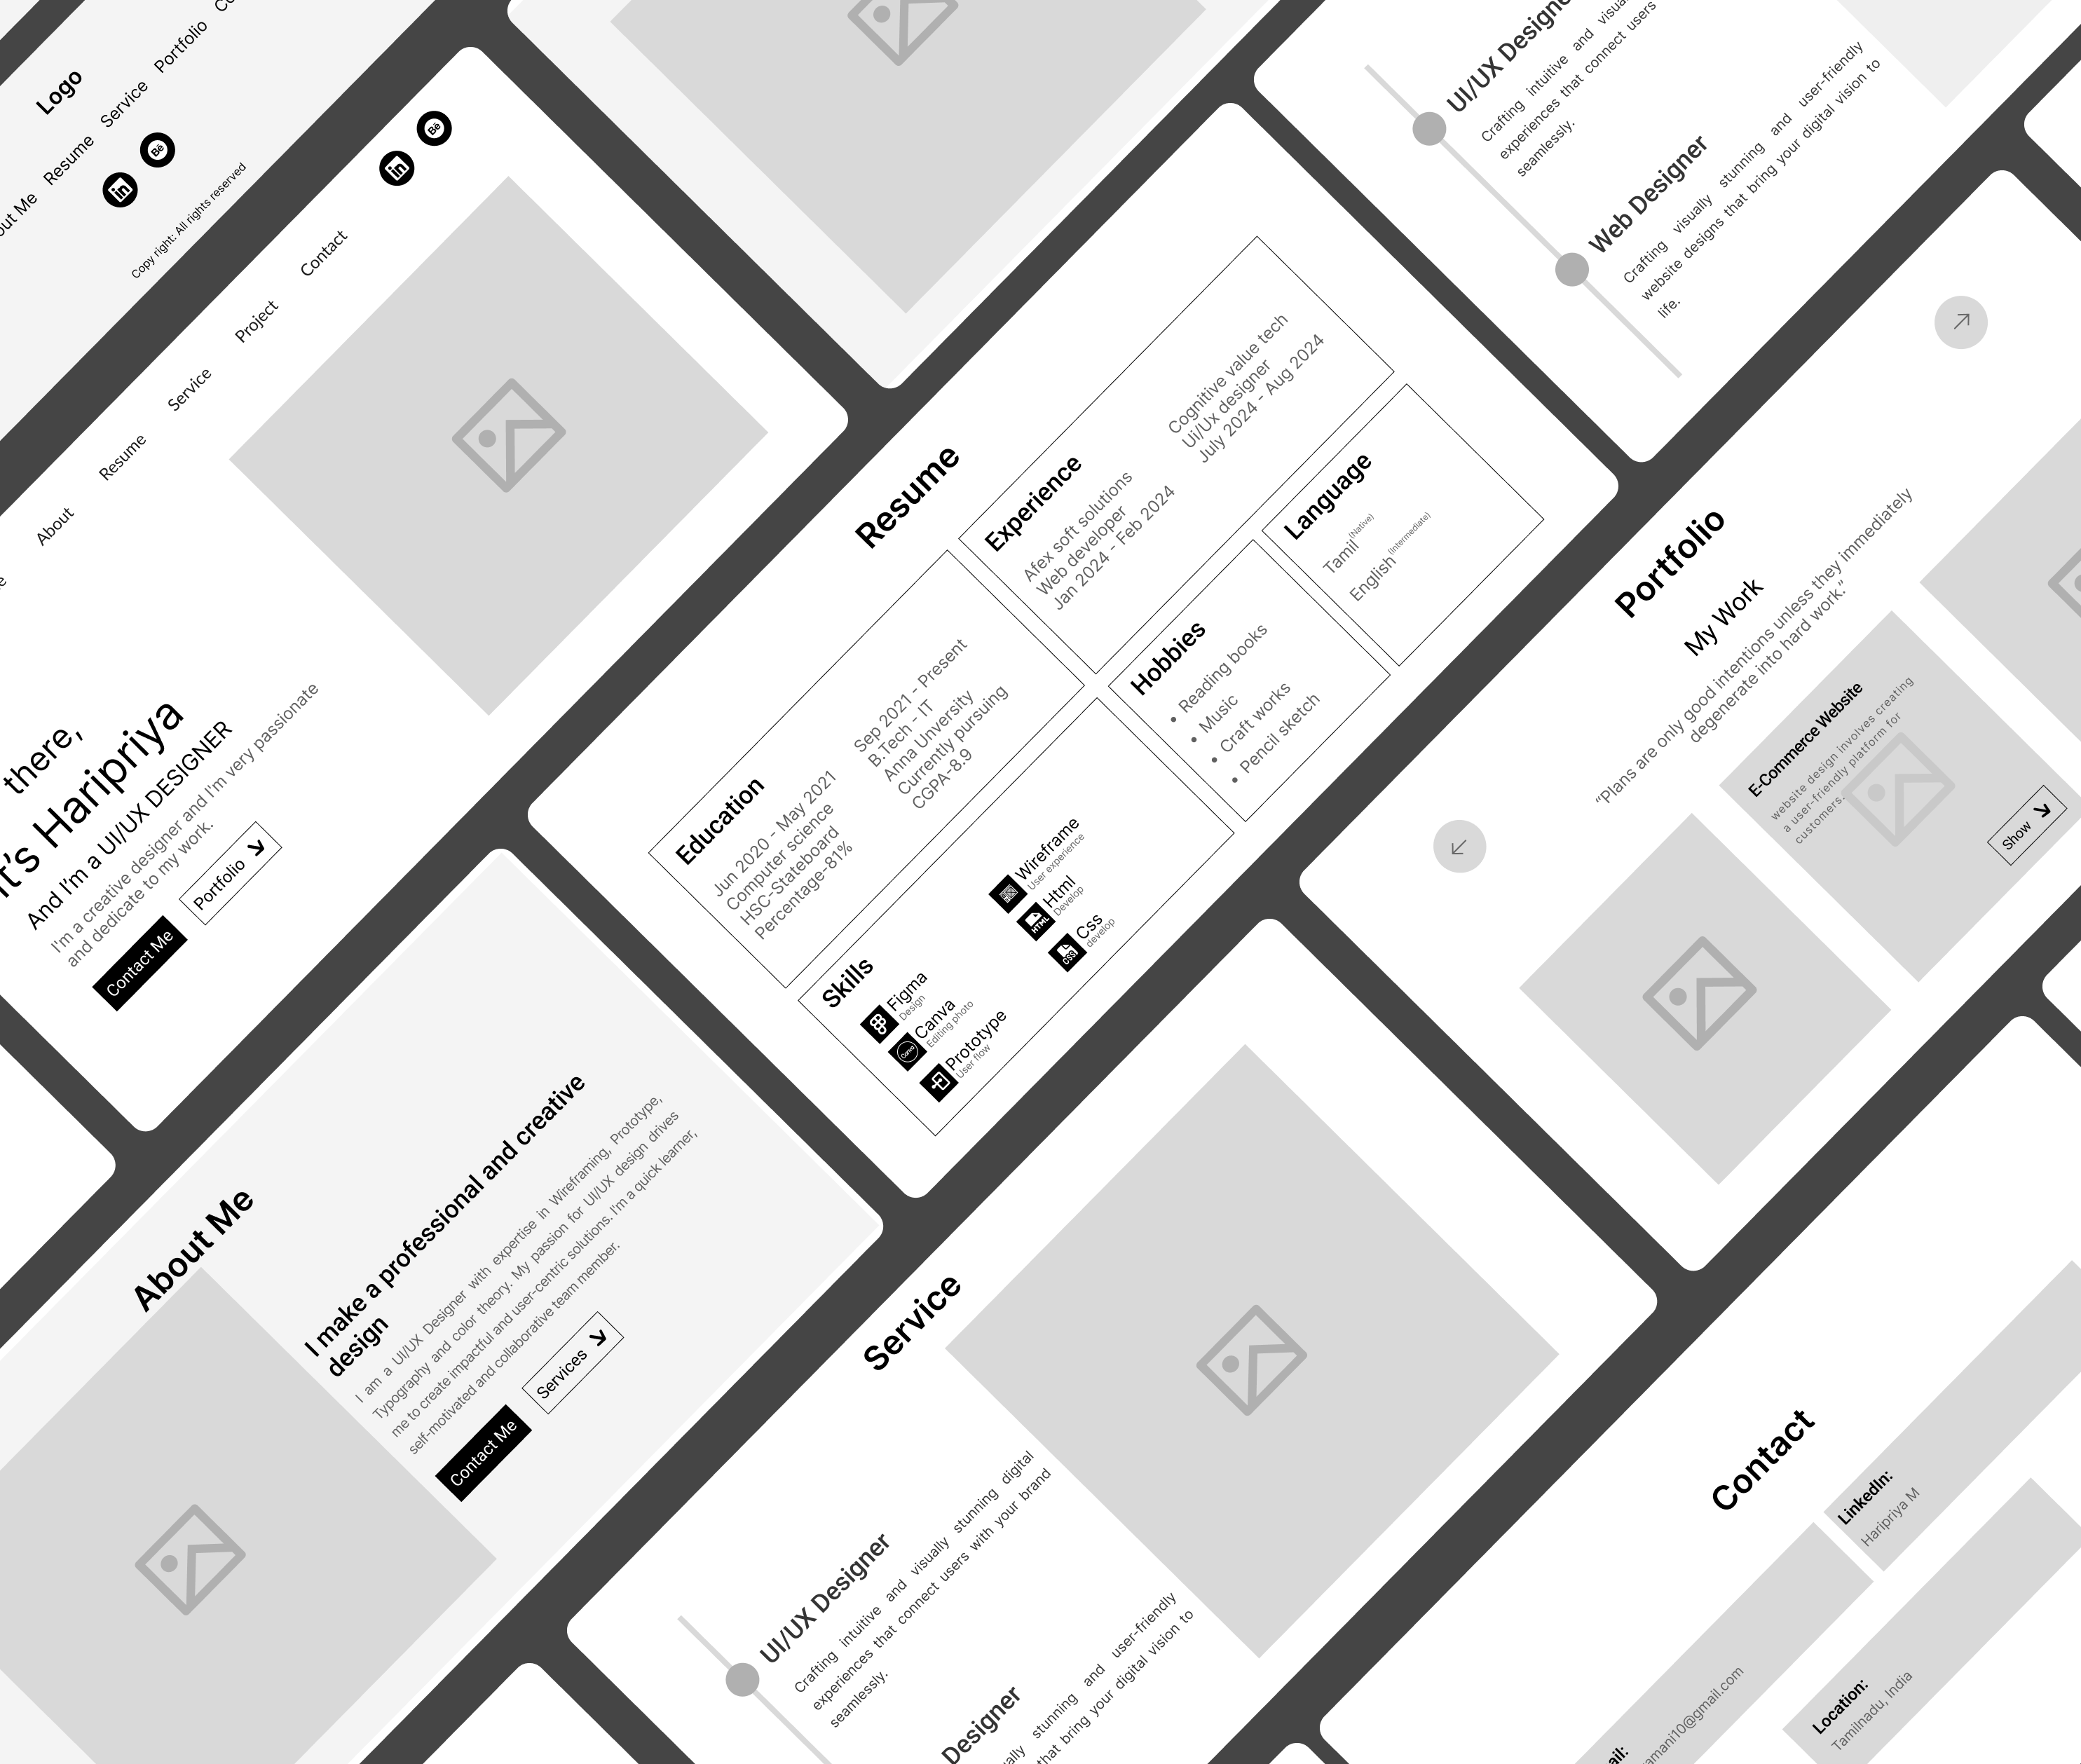 Logo
Me Resume Service Portfolio
Copy right: All rights reserved
About
Resume
Service
Project
Contact
there,
It's Haripriya
And I'm a UI/UX DESIGNER
I'm a creative designer and I'm very passionate
and dedicate to my work.
Contact Me
Portfolio
About Me
I make a professional and creative
design
I am a UI/UX Designer with expertise in Wireframing, Prototype,
Typography and color theory. My passion for UI/UX design drives
me to create impactful and user-centric solutions. I'm a quick learner,
self-motivated and collaborative team member.
Contact Me
Services
Resume
Education
Jun 2020 - May 2021
Computer science
HSC-Stateboard
Percentage-81%
Sep 2021 - Present
B.Tech - IT
Anna Unversity
Currently pursuing
CGPA-8.9
Experience
Afex soft solutions
Web developer
Jan 2024 - Feb 2024
Cognitive value tech
Ui/Ux designer
July 2024 - Aug 2024
Skills
Figma
Design
Canva
Editing photo
Prototype
User flow
Wireframe
User experience
HTML
Html
Develop
CSS
Css
develop
Hobbies
• Reading books
• Music
• Craft works
• Pencil sketch
Language
Tamil (Native)
English (Intermediate)
Service
UI/UX Designer
Crafting intuitive and visually stunning digital
experiences that connect users with your brand
seamlessly.
Designer
stunning and user-friendly
that bring your digital vision to
UI/UX Designer
Crafting intuitive and
experiences that connect users
seamlessly.
Web Designer
Crafting visually stunning and user-friendly
website designs that bring your digital vision to
life.
Portfolio
My Work
“Plans are only good intentions unless they immediately
degenerate into hard work.”
E-Commerce Website
website design involves creating
a user-friendly platform for
customers.
Show
Contact
LinkedIn:
Haripriya M
amani10@gmail.com
Location:
Tamilnadu, India